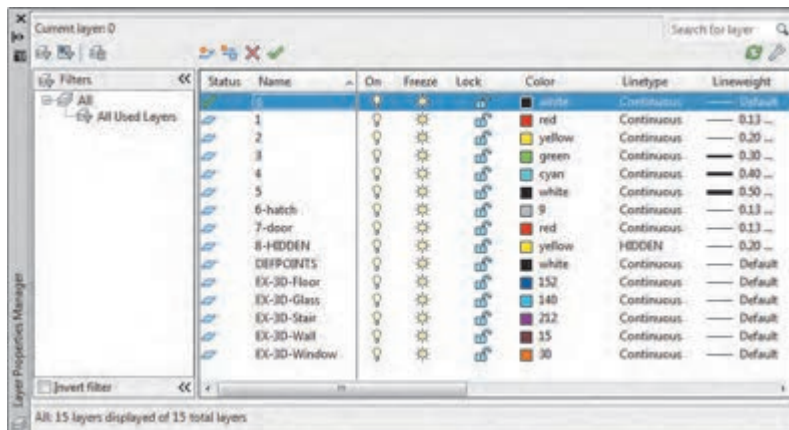 Current layer: 0
Search for layer
Filters
All
All Used Layers
Invert filter
Layer Properties Manager
Status Name On Freeze Lock Color Linetype Lineweight
0 white Continuous Default
1 red Continuous 0.13 ...
2 yellow Continuous 0.20 ...
3 green Continuous 0.30 ...
4 cyan Continuous 0.40 ...
5 white Continuous 0.50 ...
6-hatch 9 Continuous 0.13 ...
7-door red Continuous 0.13 ...
8-HIDDEN yellow HIDDEN 0.20 ...
DEFPOINTS white Continuous Default
EX-3D-Floor 152 Continuous Default
EX-3D-Glass 140 Continuous Default
EX-3D-Stair 212 Continuous Default
EX-3D-Wall 15 Continuous Default
EX-3D-Window 30 Continuous Default
All: 15 layers displayed of 15 total layers